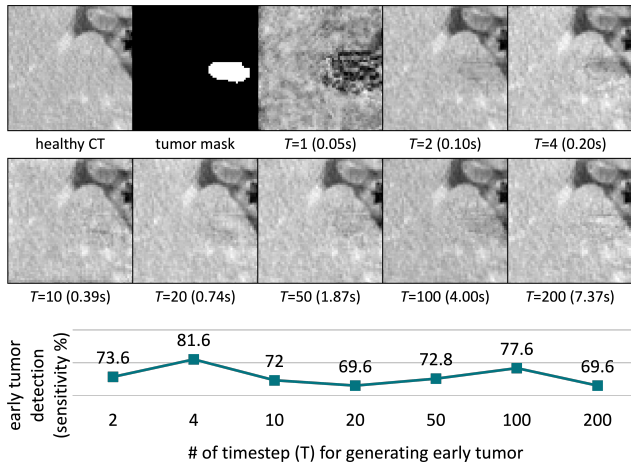 healthy CT
tumor mask
T=1 (0.05s)
T=2 (0.10s)
T=4 (0.20s)
T=10 (0.39s)
T=20 (0.74s)
T=50 (1.87s)
T=100 (4.00s)
T=200 (7.37s)
early tumor
detection
(sensitivity %)
73.6
81.6
72
69.6
72.8
77.6
69.6
2
4
10
20
50
100
200
# of timestep (T) for generating early tumor